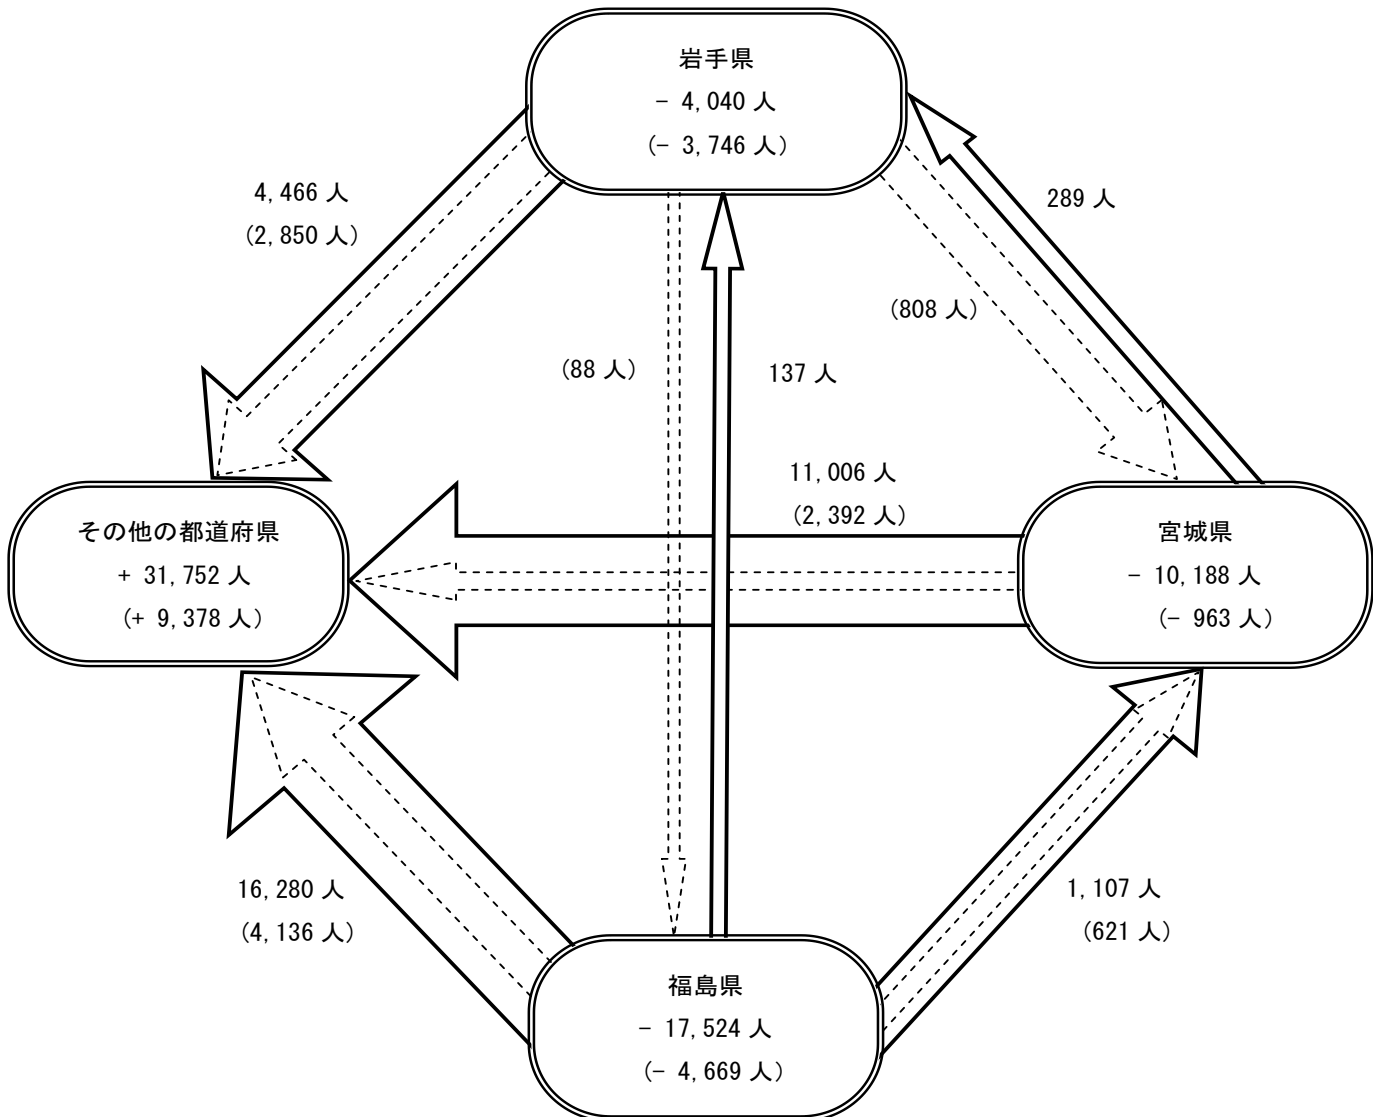 岩手県
- 4,040 人
(- 3,746 人)
4,466 人
(2,850 人)
289 人
(808 人)
(88 人)
137 人
11,006 人
(2,392 人)
その他の都道府県
+ 31,752 人
(+ 9,378 人)
宮城県
- 10,188 人
(- 963 人)
16,280 人
(4,136 人)
1,107 人
(621 人)
福島県
- 17,524 人
(- 4,669 人)